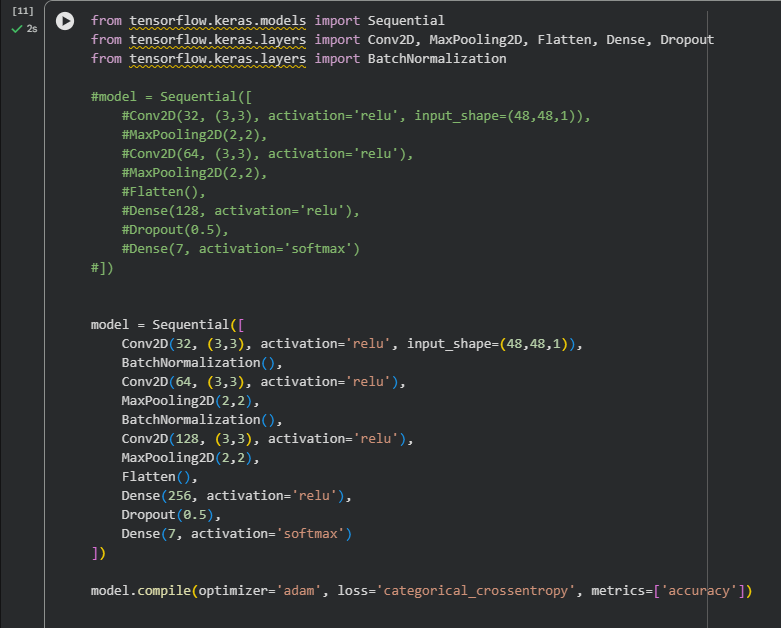 [11]
✓ 2s
from tensorflow.keras.models import Sequential
from tensorflow.keras.layers import Conv2D, MaxPooling2D, Flatten, Dense, Dropout
from tensorflow.keras.layers import BatchNormalization

#model = Sequential([
    #Conv2D(32, (3,3), activation='relu', input_shape=(48,48,1)),
    #MaxPooling2D(2,2),
    #Conv2D(64, (3,3), activation='relu'),
    #MaxPooling2D(2,2),
    #Flatten(),
    #Dense(128, activation='relu'),
    #Dropout(0.5),
    #Dense(7, activation='softmax')
#])

model = Sequential([
    Conv2D(32, (3,3), activation='relu', input_shape=(48,48,1)),
    BatchNormalization(),
    Conv2D(64, (3,3), activation='relu'),
    MaxPooling2D(2,2),
    BatchNormalization(),
    Conv2D(128, (3,3), activation='relu'),
    MaxPooling2D(2,2),
    Flatten(),
    Dense(256, activation='relu'),
    Dropout(0.5),
    Dense(7, activation='softmax')
])

model.compile(optimizer='adam', loss='categorical_crossentropy', metrics=['accuracy'])